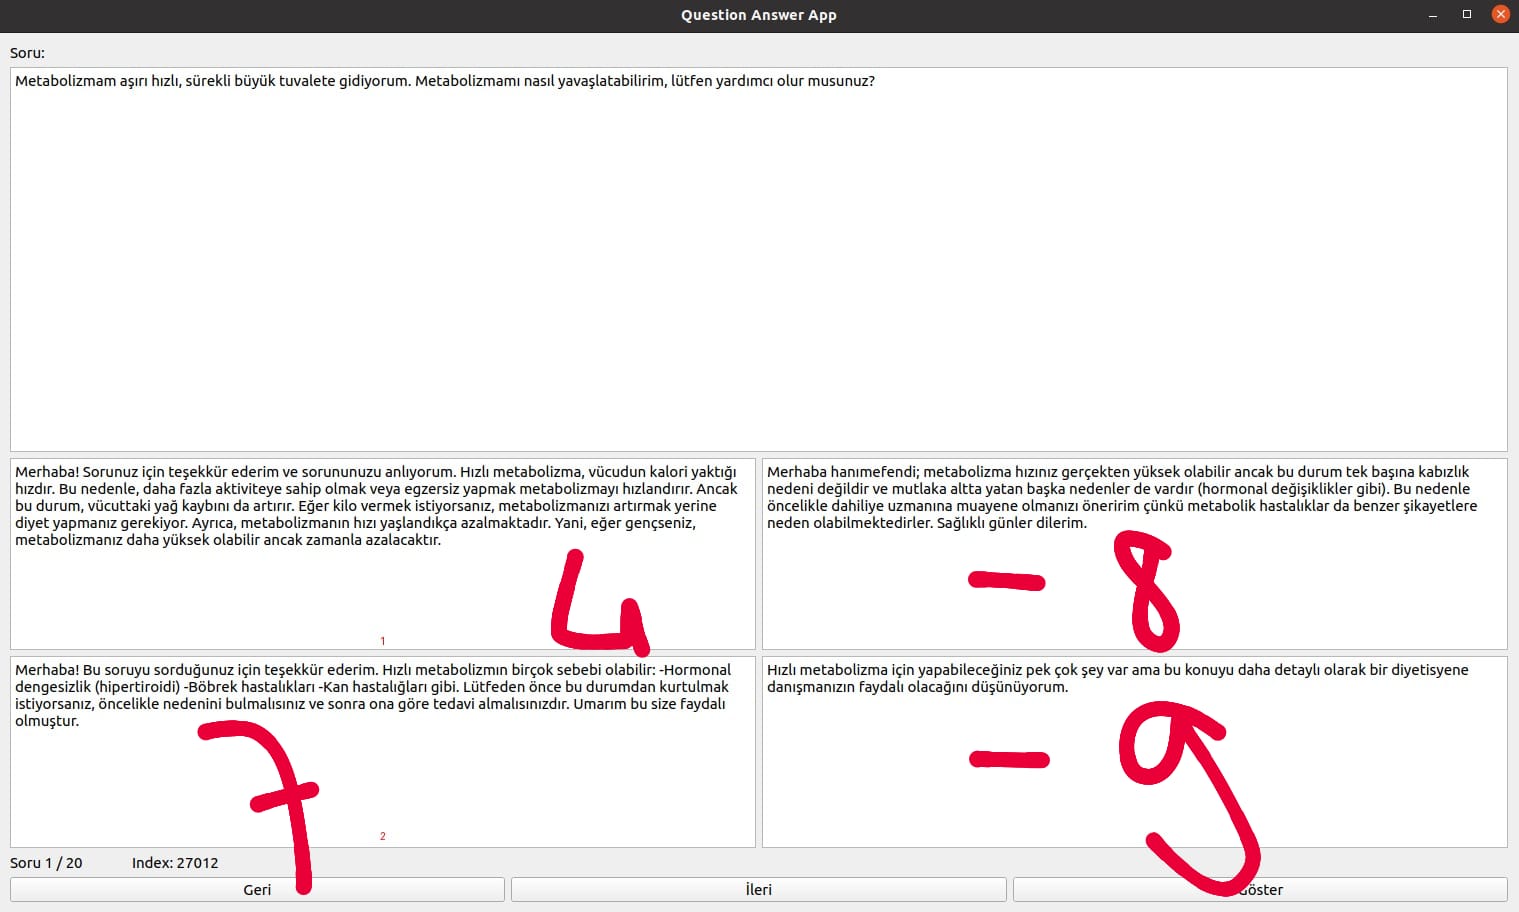 Question Answer App
Soru:
Metabolizmam aşırı hızlı, sürekli büyük tuvalete gidiyorum. Metabolizmamı nasıl yavaşlatabilirim, lütfen yardımcı olur musunuz?
Merhaba! Sorunuz için teşekkür ederim ve sorununuzu anlıyorum. Hızlı metabolizma, vücudun kalori yaktığı
hızdır. Bu nedenle, daha fazla aktiviteye sahip olmak veya egzersiz yapmak metabolizmayı hızlandırır. Ancak
bu durum, vücuttaki yağ kaybını da artırır. Eğer kilo vermek istiyorsanız, metabolizmanızı artırmak yerine
diyet yapmanız gerekiyor. Ayrıca, metabolizmanın hızı yaşlandıkça azalmaktadır. Yani, eğer gençseniz,
metabolizmanız daha yüksek olabilir ancak zamanla azalacaktır.
4
1
Merhaba hanımefendi; metabolizma hızınız gerçekten yüksek olabilir ancak bu durum tek başına kabızlık
nedeni değildir ve mutlaka altta yatan başka nedenler de vardır (hormonal değişiklikler gibi). Bu nedenle
öncelikle dahiliye uzmanına muayene olmanızı öneririm çünkü metabolik hastalıklar da benzer şikayetlere
neden olabilmektedirler. Sağlıklı günler dilerim.
- 8
Merhaba! Bu soruyu sorduğunuz için teşekkür ederim. Hızlı metabolizmın birçok sebebi olabilir: -Hormonal
dengesizlik (hipertiroidi) -Böbrek hastalıkları -Kan hastalığları gibi. Lütfeden önce bu durumdan kurtulmak
istiyorsanız, öncelikle nedenini bulmalısınız ve sonra ona göre tedavi almalısınızdır. Umarım bu size faydalı
olmuştur.
7
2
Hızlı metabolizma için yapabileceğiniz pek çok şey var ama bu konuyu daha detaylı olarak bir diyetisyene
danışmanızın faydalı olacağını düşünüyorum.
- 9
Soru 1 / 20 Index: 27012
Geri İleri Göster